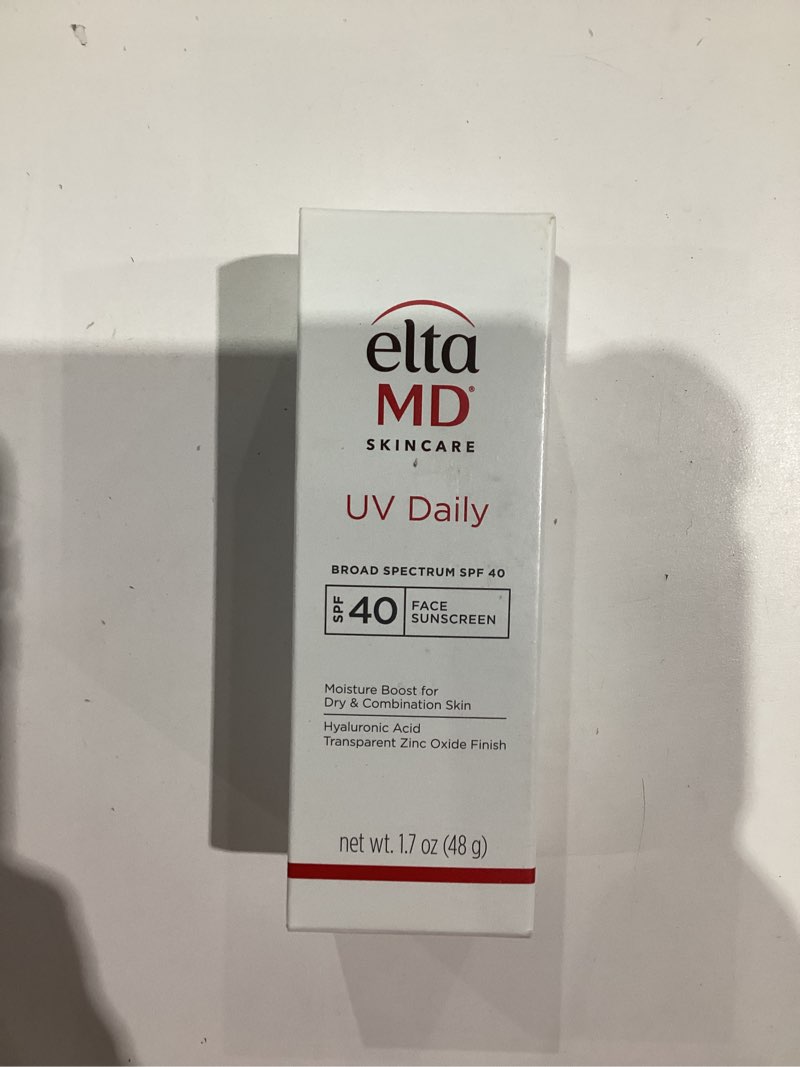 elta
MD®
SKINCARE
UV Daily
BROAD SPECTRUM SPF 40
SPF 40 FACE
SUNSCREEN
Moisture Boost for
Dry & Combination Skin
Hyaluronic Acid
Transparent Zinc Oxide Finish
net wt. 1.7 oz (48 g)